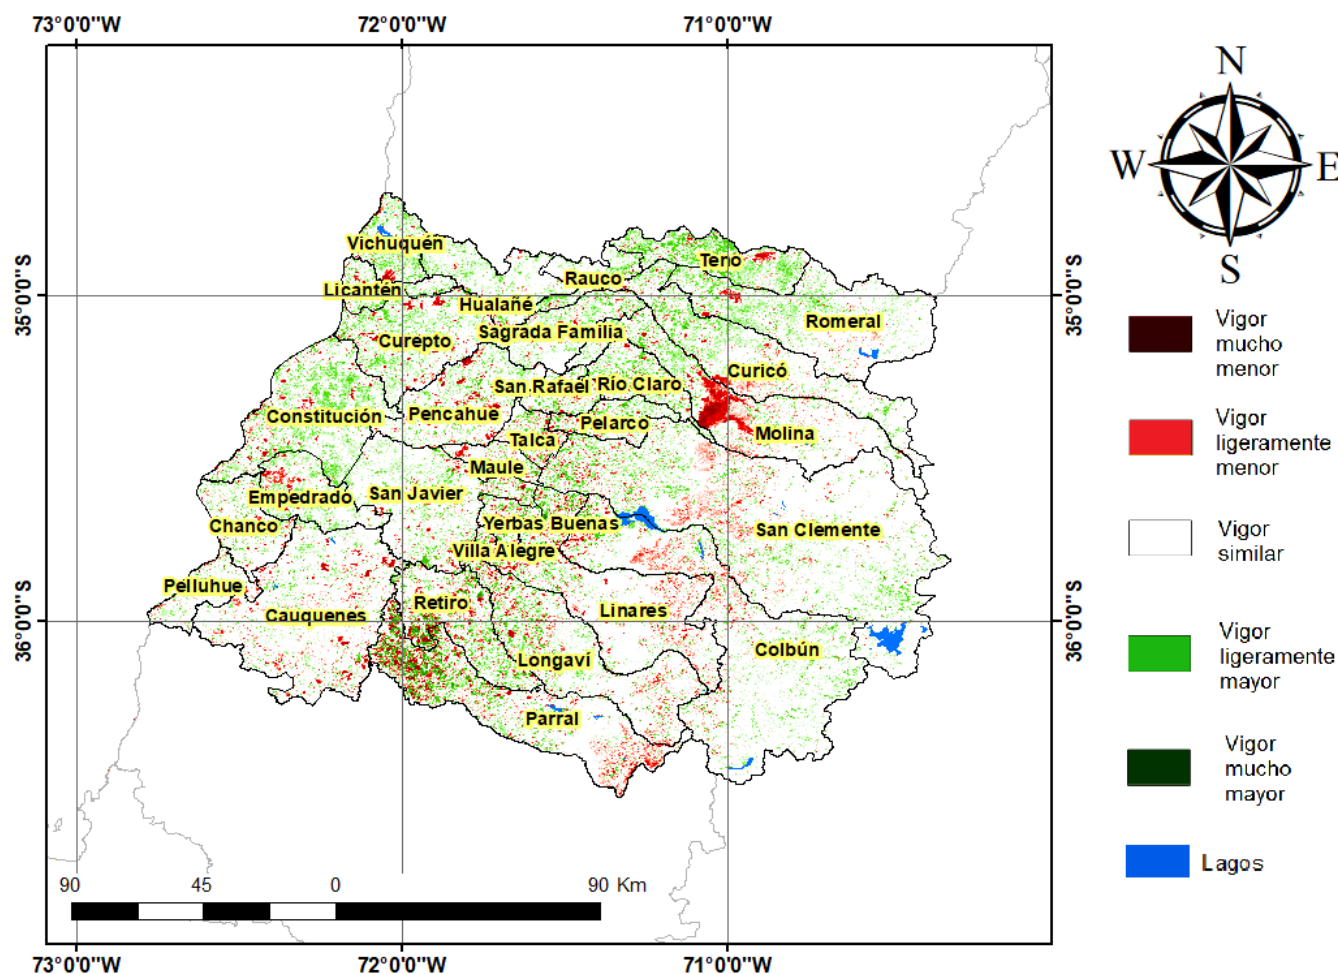 73°0'0"W 72°0'0"W 71°0'0"W
N
W E
S
35°0'0"S 35°0'0"S
36°0'0"S 36°0'0"S
Vichuquén
Teno
Rauco
Licantén
Hualañé
Romeral
Sagrada Familia
Curepto
Curicó
San Rafael
Río Claro
Constitución
Pencahue
Pelarco
Molina
Talca
Maule
Empedrado
San Javier
Chanco
Yerbas Buenas
San Clemente
Villa Alegre
Pelluhue
Retiro
Linares
Cauquenes
Colbún
Longaví
Parral
90 45 0 90 Km
73°0'0"W 72°0'0"W 71°0'0"W
Vigor
mucho
menor
Vigor
ligeramente
menor
Vigor
similar
Vigor
ligeramente
mayor
Vigor
mucho
mayor
Lagos